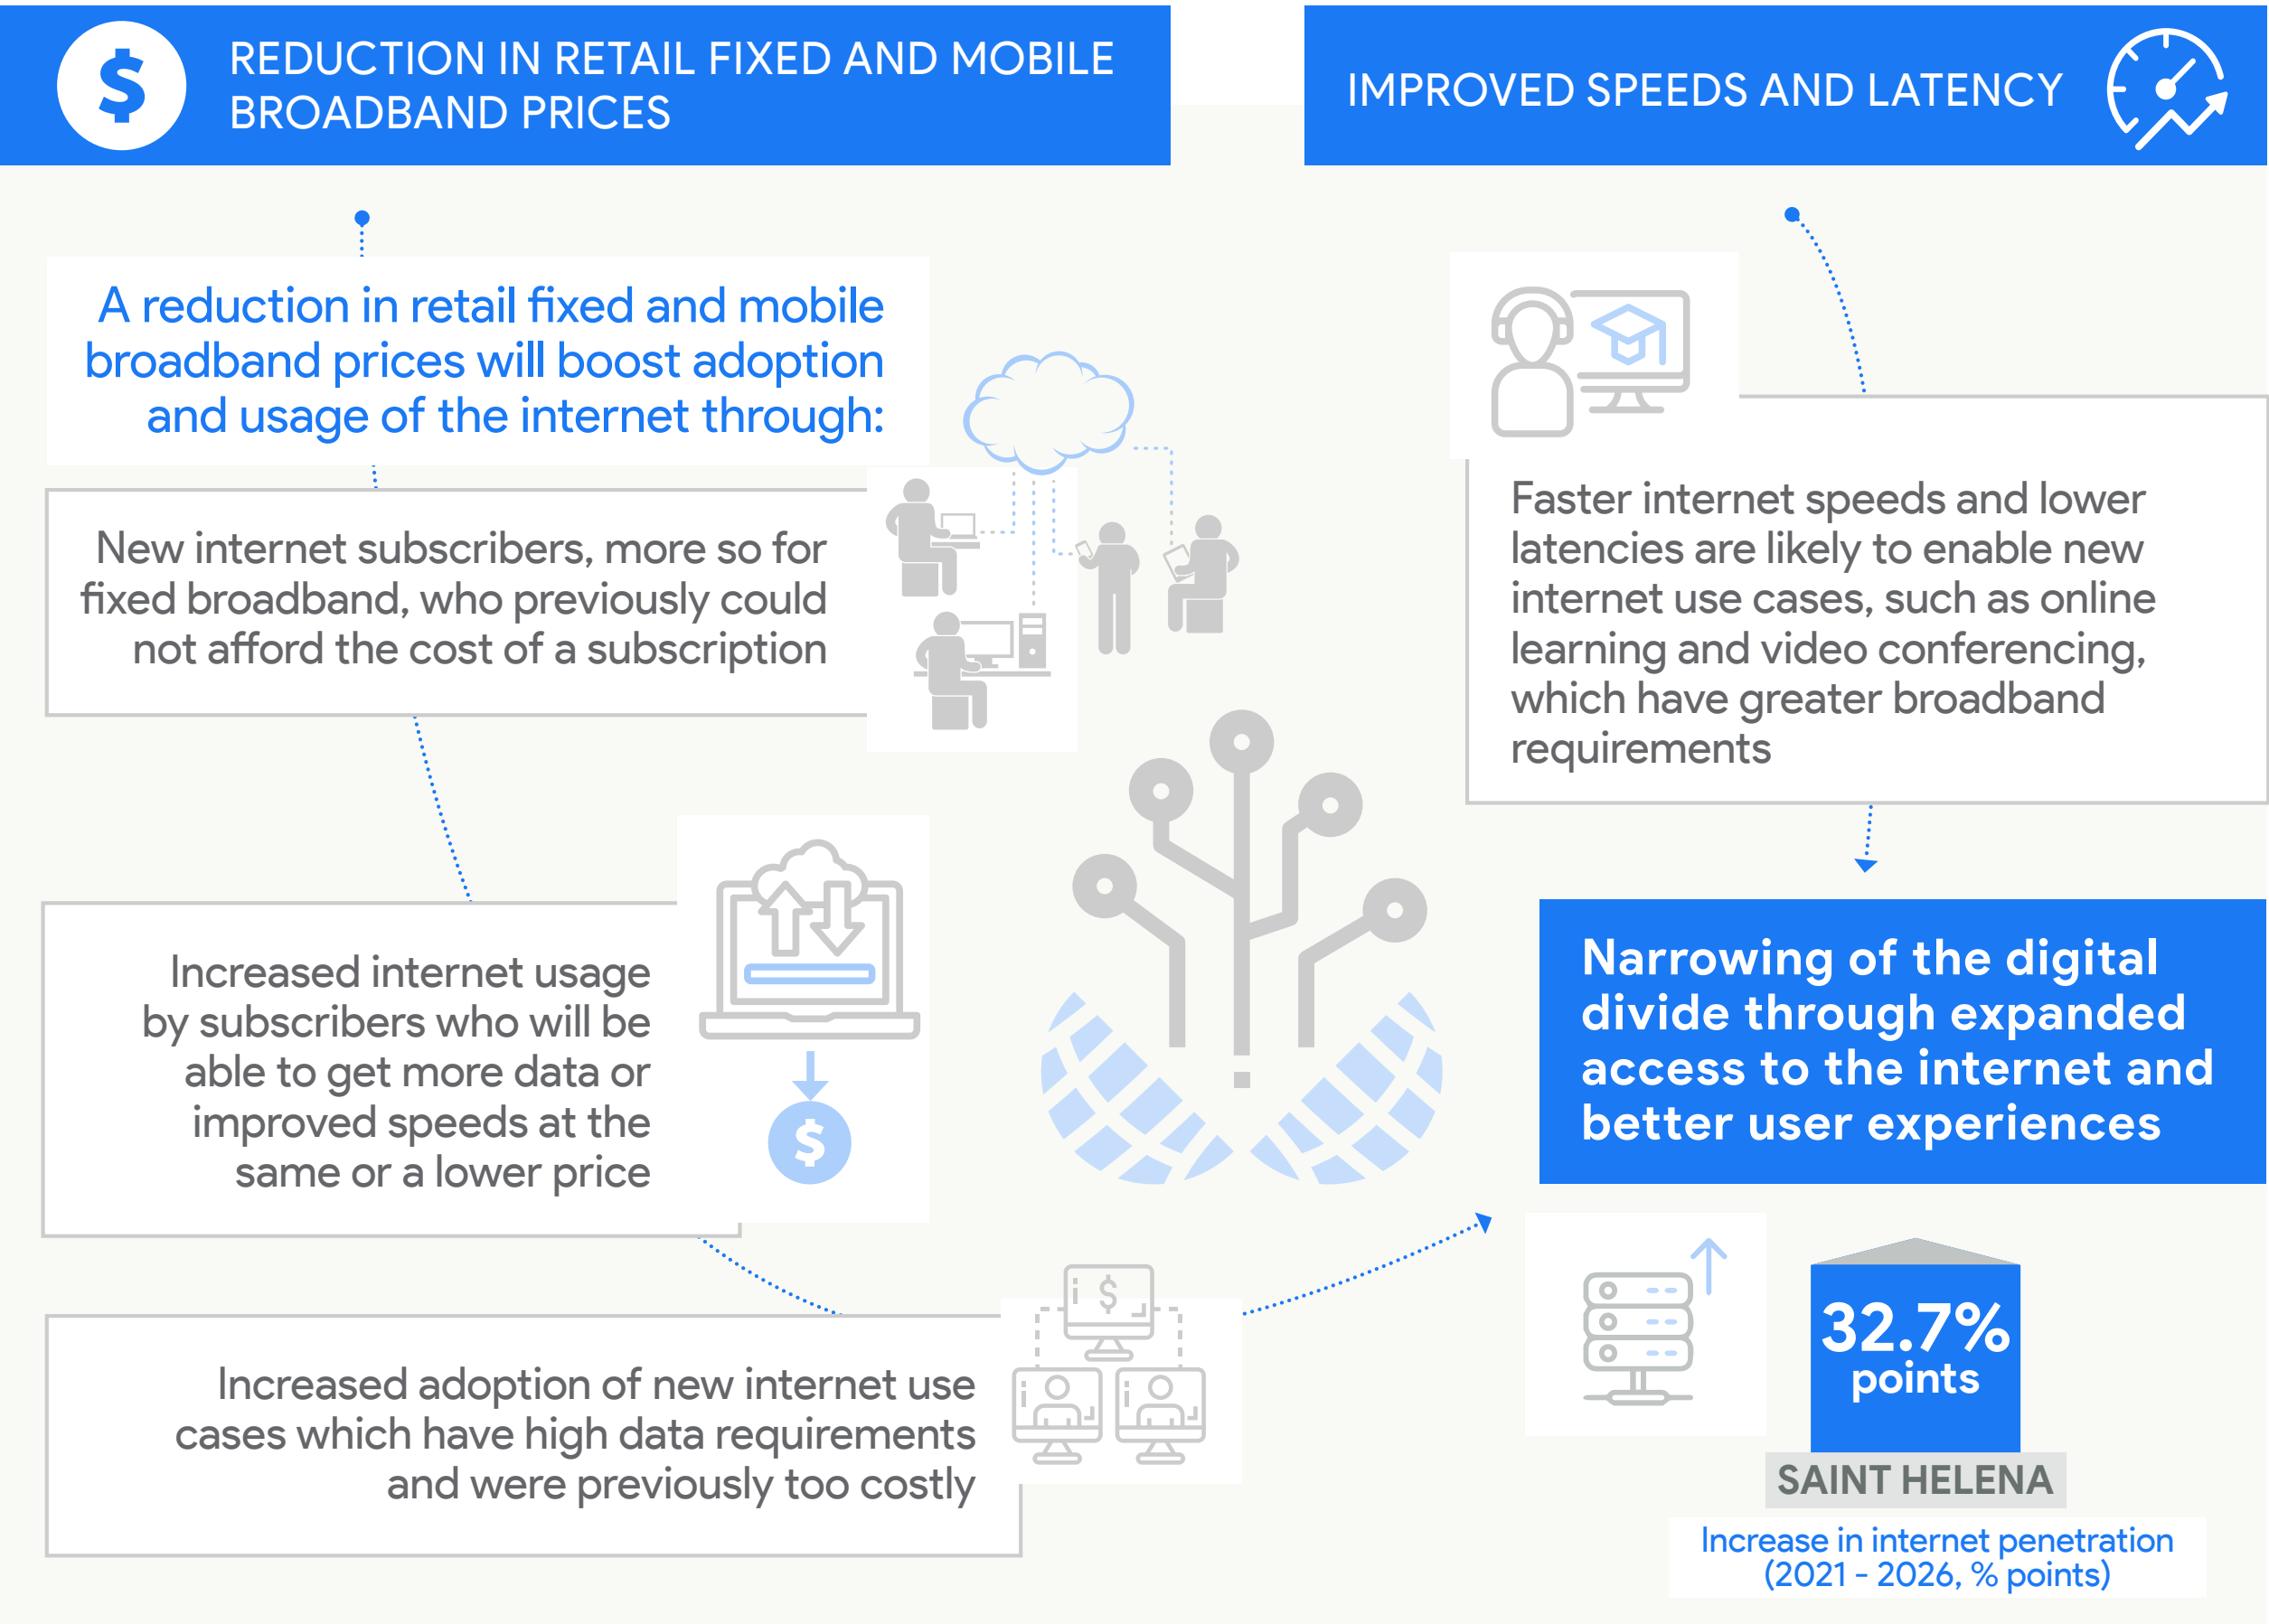 REDUCTION IN RETAIL FIXED AND MOBILE
BROADBAND PRICES
IMPROVED SPEEDS AND LATENCY
A reduction in retail fixed and mobile
broadband prices will boost adoption
and usage of the internet through:
New internet subscribers, more so for
fixed broadband, who previously could
not afford the cost of a subscription
Increased internet usage
by subscribers who will be
able to get more data or
improved speeds at the
same or a lower price
Increased adoption of new internet use
cases which have high data requirements
and were previously too costly
Faster internet speeds and lower
latencies are likely to enable new
internet use cases, such as online
learning and video conferencing,
which have greater broadband
requirements
Narrowing of the digital
divide through expanded
access to the internet and
better user experiences
32.7%
points
SAINT HELENA
Increase in internet penetration
(2021 - 2026, % points)